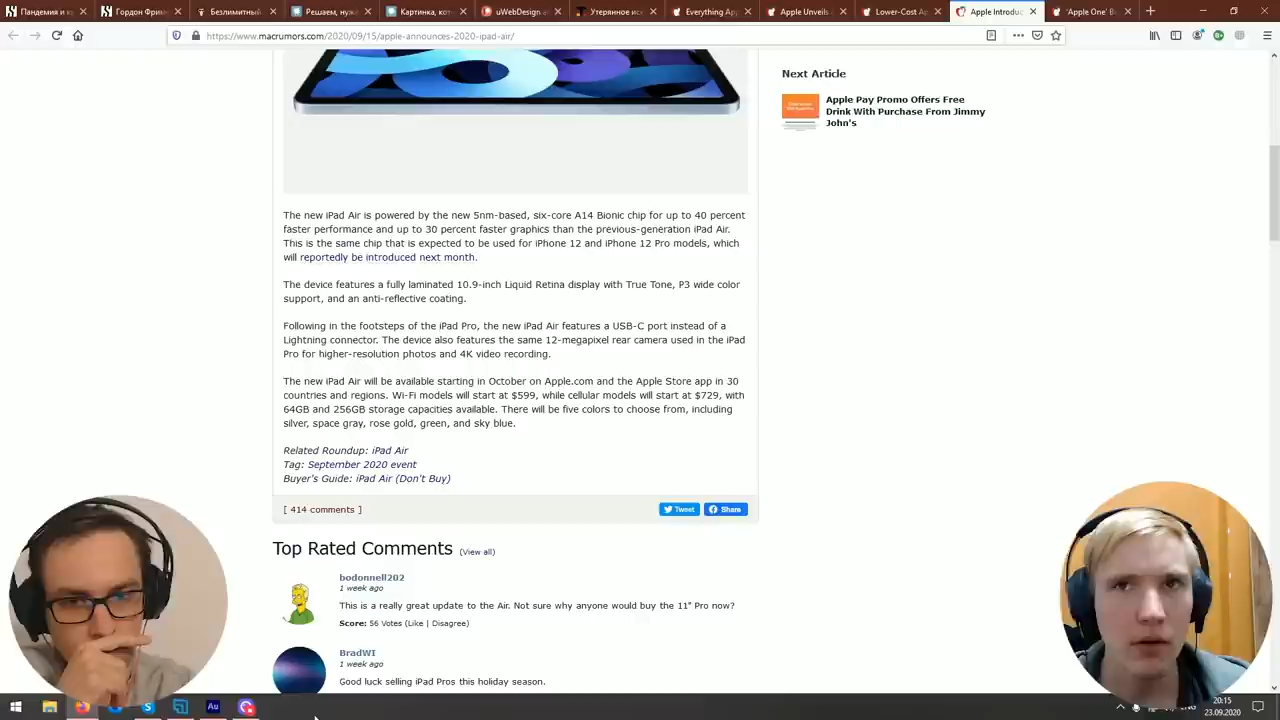 Пандемия и к
Гордон Фрим
Безлимитный
Решаем, нуж
Картинка, кот
uWebDesign
Утерянное ис
Everything App
Apple Unveils
Lower-Cost Ap
Apple Introdu
'Apple One' Bu
https://www.macrumors.com/2020/09/15/apple-announces-2020-ipad-air/
Next Article
Apple Pay Promo Offers Free
Drink With Purchase From Jimmy
John's
The new iPad Air is powered by the new 5nm-based, six-core A14 Bionic chip for up to 40 percent
faster performance and up to 30 percent faster graphics than the previous-generation iPad Air.
This is the same chip that is expected to be used for iPhone 12 and iPhone 12 Pro models, which
will reportedly be introduced next month.
The device features a fully laminated 10.9-inch Liquid Retina display with True Tone, P3 wide color
support, and an anti-reflective coating.
Following in the footsteps of the iPad Pro, the new iPad Air features a USB-C port instead of a
Lightning connector. The device also features the same 12-megapixel rear camera used in the iPad
Pro for higher-resolution photos and 4K video recording.
The new iPad Air will be available starting in October on Apple.com and the Apple Store app in 30
countries and regions. Wi-Fi models will start at $599, while cellular models will start at $729, with
64GB and 256GB storage capacities available. There will be five colors to choose from, including
silver, space gray, rose gold, green, and sky blue.
Related Roundup: iPad Air
Tag: September 2020 event
Buyer's Guide: iPad Air (Don't Buy)
[ 414 comments ]
Tweet
Share
Top Rated Comments (View all)
bodonnell202
1 week ago
This is a really great update to the Air. Not sure why anyone would buy the 11" Pro now?
Score: 56 Votes (Like | Disagree)
BradWI
1 week ago
Good luck selling iPad Pros this holiday season.
Au
ENG
20:15
23.09.2020